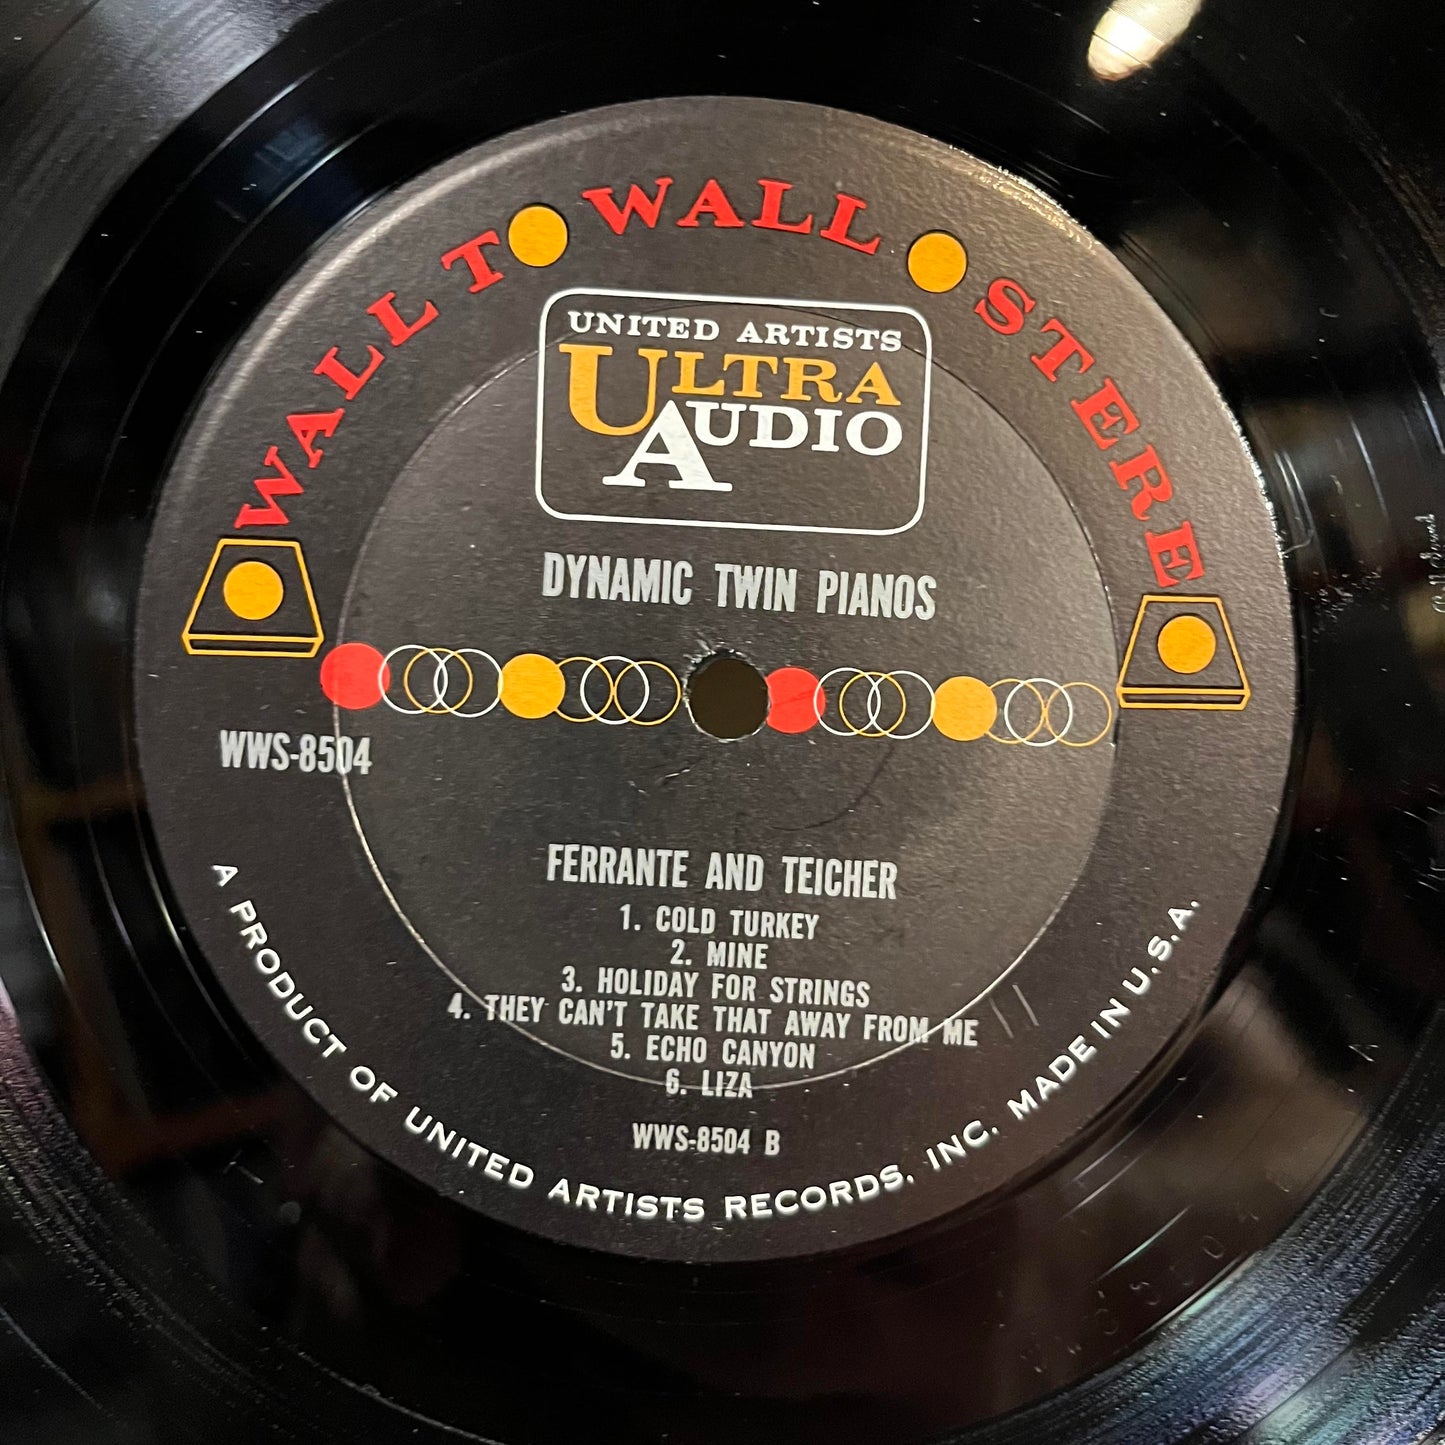 WALL TO WALL STEREO
UNITED ARTISTS
ULTRA
AUDIO
DYNAMIC TWIN PIANOS
WWS-8504
FERRANTE AND TEICHER
1. COLD TURKEY
2. MINE
3. HOLIDAY FOR STRINGS
4. THEY CAN'T TAKE THAT AWAY FROM ME
5. ECHO CANYON
6. LIZA
WWS-8504 B
A PRODUCT OF UNITED ARTISTS RECORDS, INC. MADE IN U.S.A.